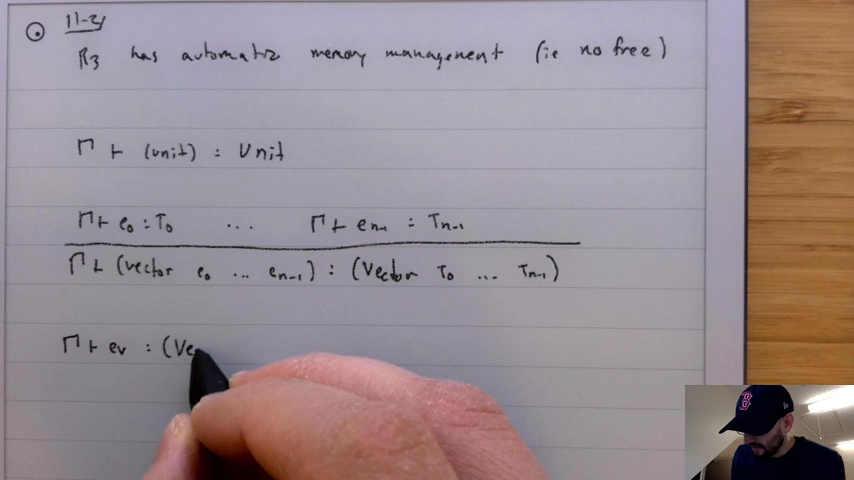 11-2
R3 has automatic memory management (ie no free)
Γ ⊢ (unit) : Unit
Γ ⊢ e₀ : T₀ ... Γ ⊢ eₙ₋₁ : Tₙ₋₁
Γ ⊢ (vector e₀ ... eₙ₋₁) : (Vector T₀ ... Tₙ₋₁)
Γ ⊢ ev : (Ve
B